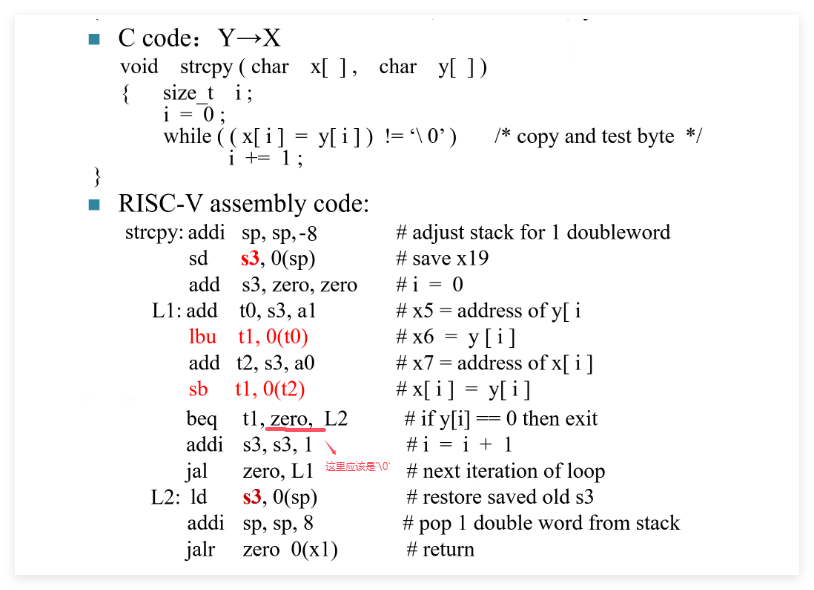 C code：Y→X
void strcpy ( char x[ ] , char y[ ] )
{ size_t i ;
i = 0 ;
while ( ( x[ i ] = y[ i ] ) != ‘\ 0’ ) /* copy and test byte */
i += 1 ;
}
RISC-V assembly code:
strcpy: addi sp, sp,-8 # adjust stack for 1 doubleword
sd s3, 0(sp) # save x19
add s3, zero, zero # i = 0
L1: add t0, s3, a1 # x5 = address of y[ i
lbu t1, 0(t0) # x6 = y [ i ]
add t2, s3, a0 # x7 = address of x[ i ]
sb t1, 0(t2) # x[ i ] = y[ i ]
beq t1, zero, L2 # if y[i] == 0 then exit
addi s3, s3, 1 # i = i + 1
这里应该是'\0'
jal zero, L1 # next iteration of loop
L2: ld s3, 0(sp) # restore saved old s3
addi sp, sp, 8 # pop 1 double word from stack
jalr zero 0(x1) # return